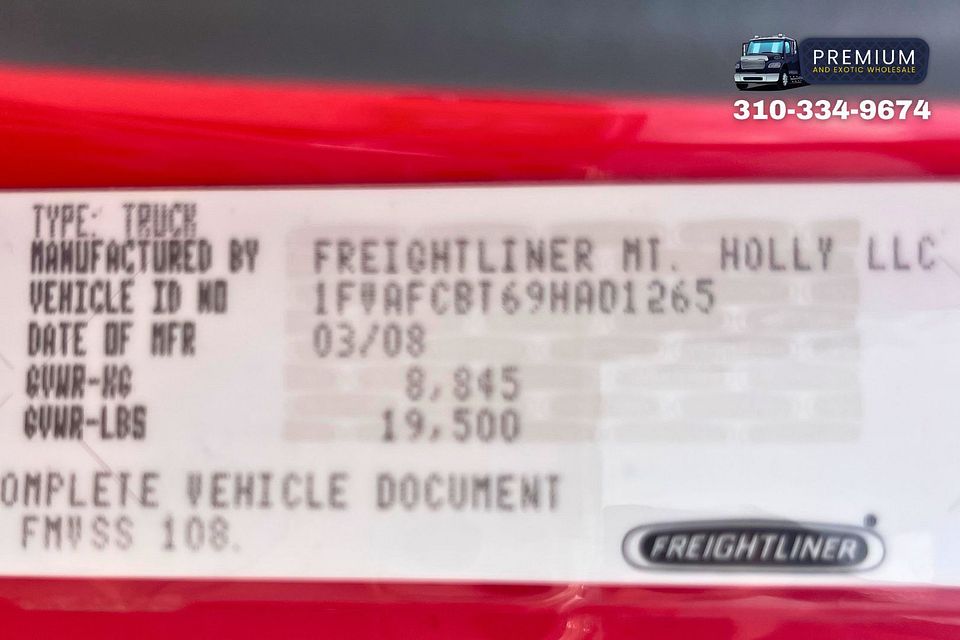 PREMIUM
AND EXOTIC WHOLESALE
310-334-9674
TYPE: TRUCK
MANUFACTURED BY FREIGHTLINER MT. HOLLY LLC
VEHICLE ID NO 1FVAFCBT69HAD1265
DATE OF MFR 03/08
GVWR-KG 8,845
GVWR-LBS 19,500
OMPLETE VEHICLE DOCUMENT
FMVSS 108.
FREIGHTLINER